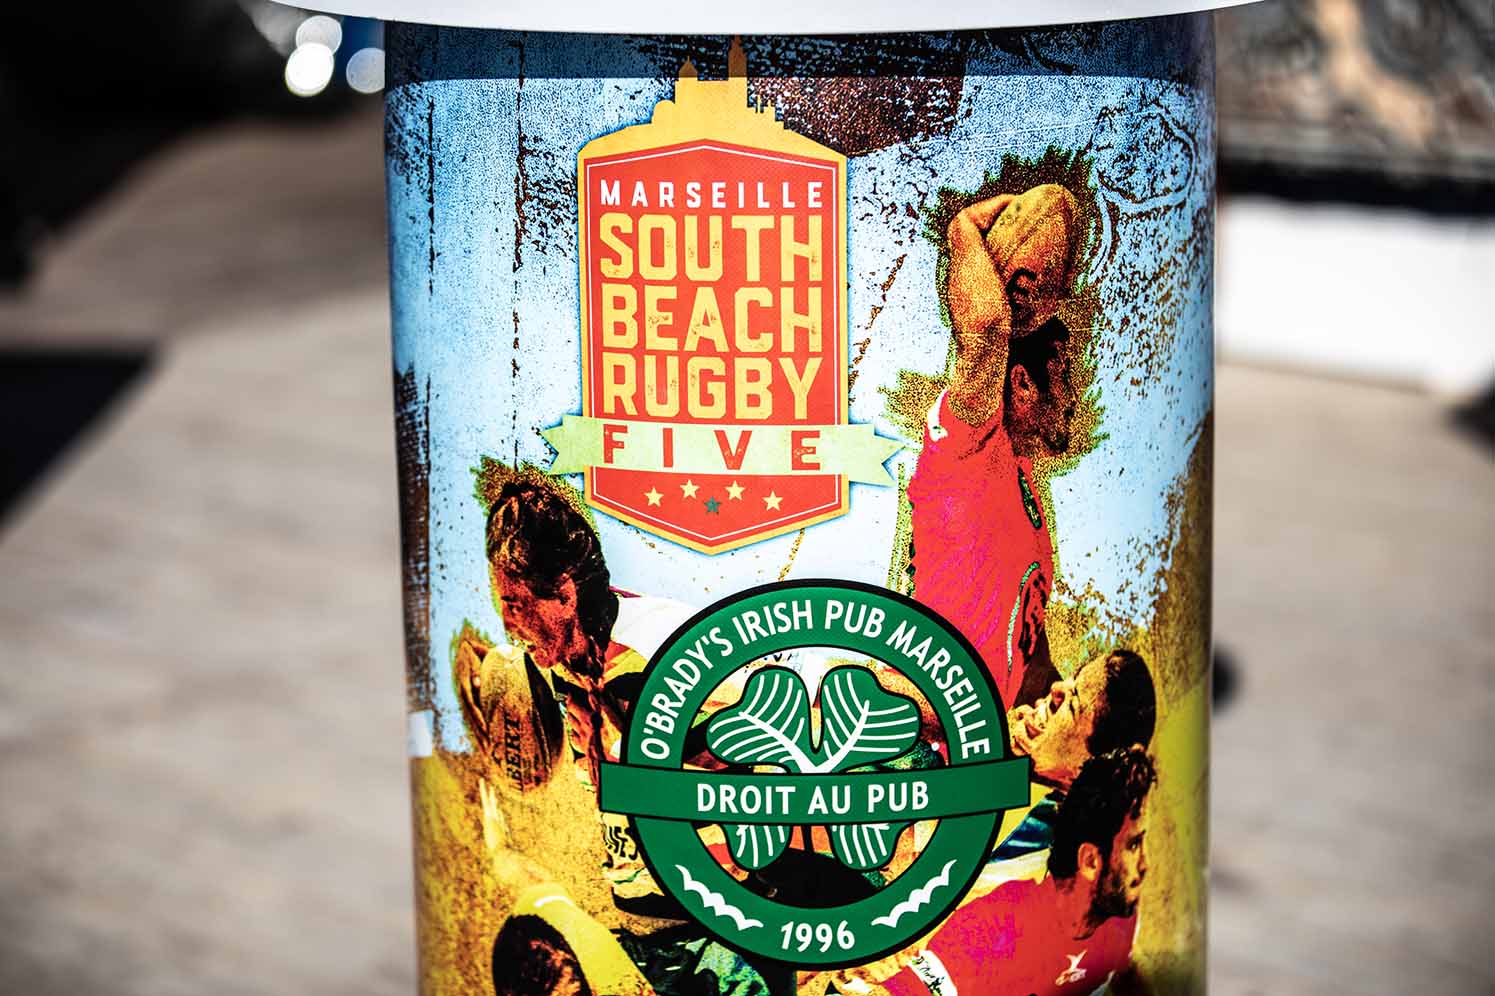 MARSEILLE
SOUTH
BEACH
RUGBY
FIVE
O'BRADY'S IRISH PUB MARSEILLE
DROIT AU PUB
1996